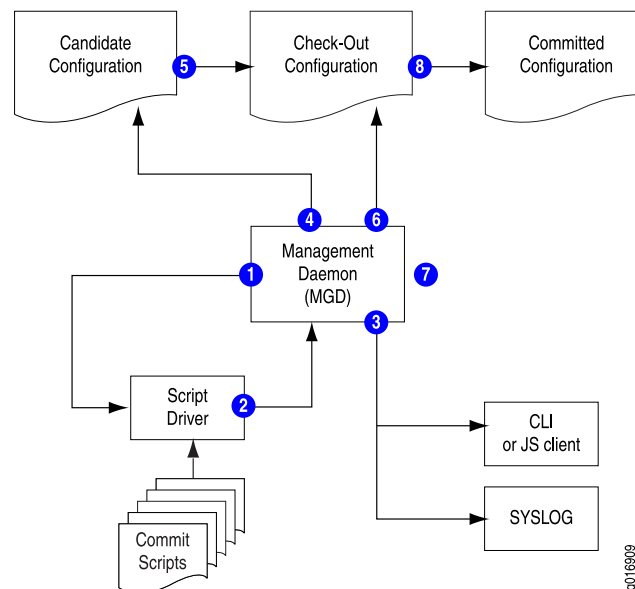 Candidate
Configuration
5
Check-Out
Configuration
8
Committed
Configuration
4
6
1
Management
Daemon
(MGD)
7
3
Script
Driver
2
CLI
or JS client
SYSLOG
Commit
Scripts
g016909